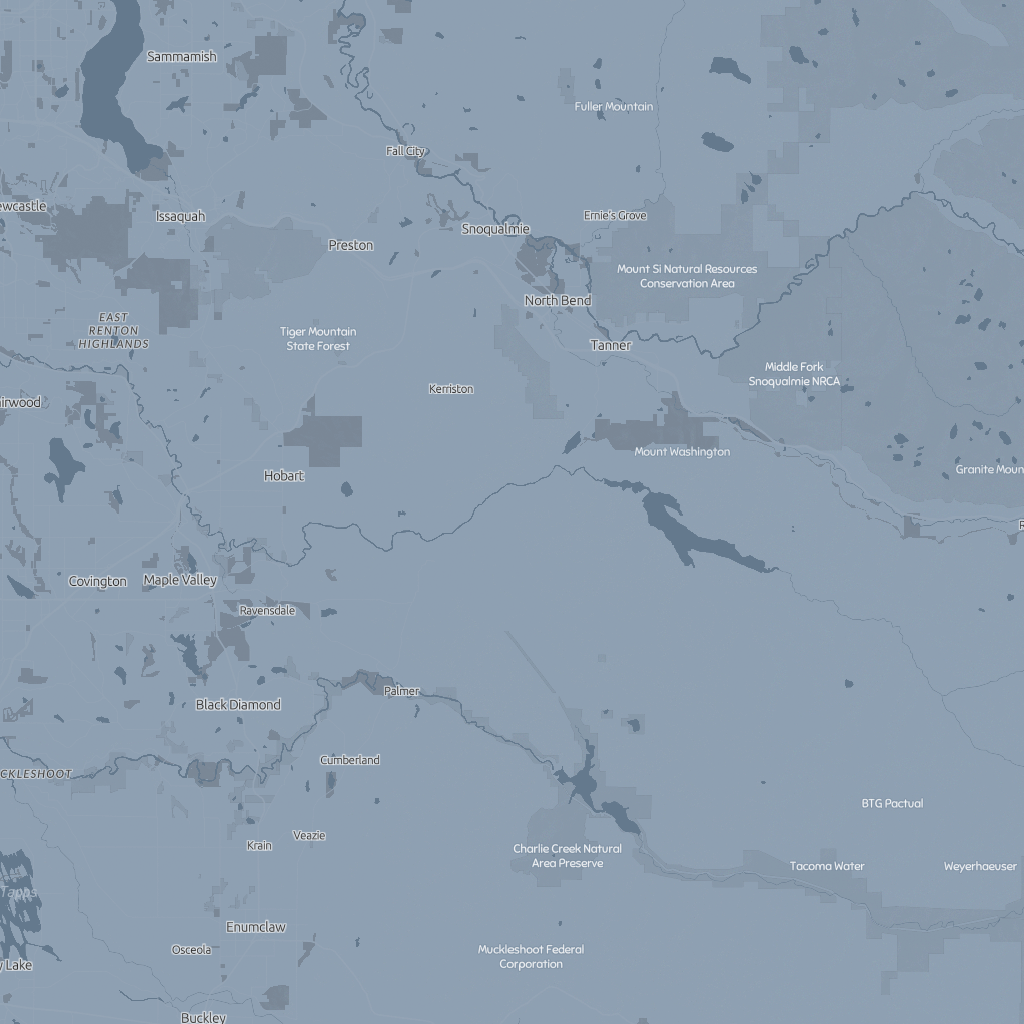 Sammamish
Fuller Mountain
Fall City
ewcastle
Issaquah
Ernie's Grove
Snoqualmie
Preston
Mount Si Natural Resources
Conservation Area
North Bend
EAST
RENTON
HIGHLANDS
Tiger Mountain
State Forest
Tanner
Middle Fork
Snoqualmie NRCA
Kerriston
airwood
Mount Washington
Granite Moun
Hobart
R
Covington
Maple Valley
Ravensdale
Palmer
Black Diamond
Cumberland
CKLESHOOT
BTG Pactual
Veazie
Krain
Charlie Creek Natural
Area Preserve
Tacoma Water
Weyerhaeuser
Tapps
Enumclaw
Osceola
Muckleshoot Federal
Corporation
y Lake
Buckley